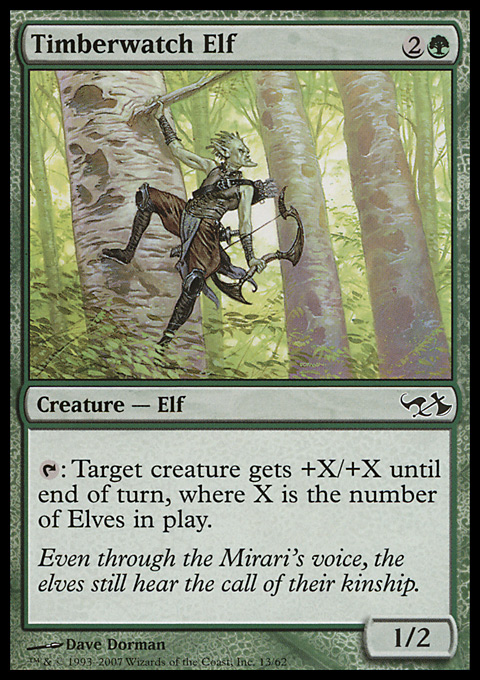 Timberwatch Elf 2
Creature — Elf
: Target creature gets +X/+X until
end of turn, where X is the number
of Elves in play.
Even through the Mirari's voice, the
elves still hear the call of their kinship.
Dave Dorman
1/2
™ & © 1993-2007 Wizards of the Coast, Inc. 13/62